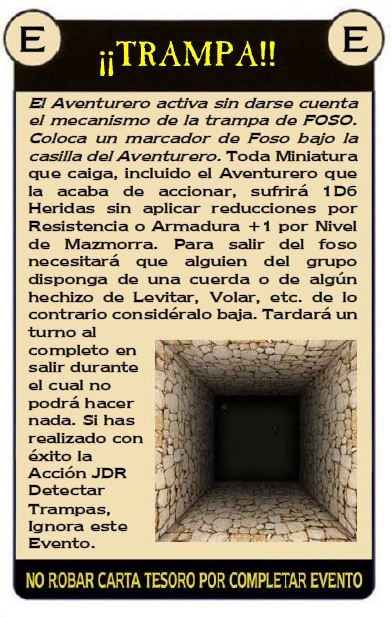 E
E
¡¡TRAMPA!!
El Aventurero activa sin darse cuenta
el mecanismo de la trampa de FOSO.
Coloca un marcador de Foso bajo la
casilla del Aventurero. Toda Miniatura
que caiga, incluido el Aventurero que
la acaba de accionar, sufrirá 1D6
Heridas sin aplicar reducciones por
Resistencia o Armadura +1 por Nivel
de Mazmorra. Para salir del foso
necesitará que alguien del grupo
disponga de una cuerda o de algún
hechizo de Levitar, Volar, etc. de lo
contrario considéralo baja. Tardará un
turno al
completo en
salir durante
el cual no
podrá hacer
nada. Si has
realizado con
éxito la
Acción JDR
Detectar
Trampas,
Ignora este
Evento.
NO ROBAR CARTA TESORO POR COMPLETAR EVENTO